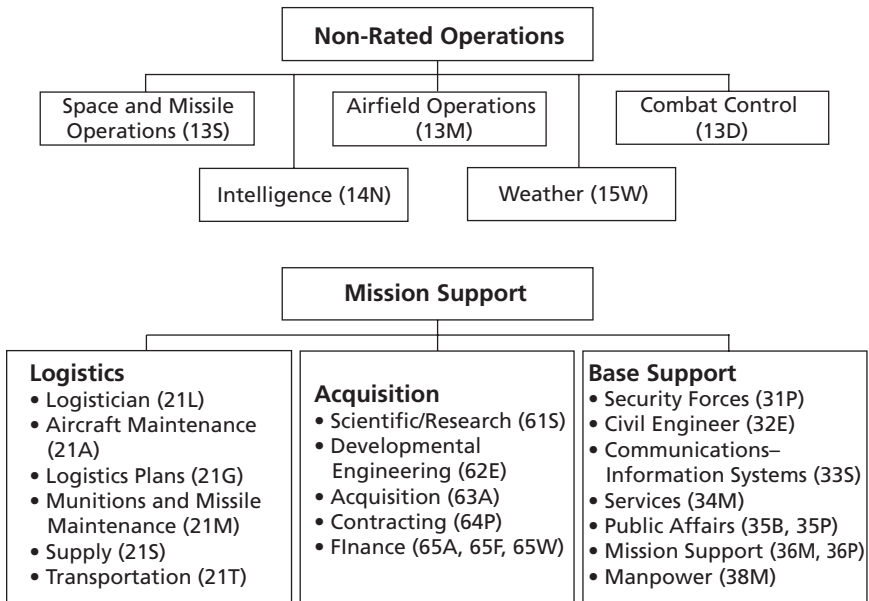 Non-Rated Operations
Space and Missile
Operations (13S)
Airfield Operations
(13M)
Combat Control
(13D)
Intelligence (14N)
Weather (15W)
Mission Support
Logistics
• Logistician (21L)
• Aircraft Maintenance
(21A)
• Logistics Plans (21G)
• Munitions and Missile
Maintenance (21M)
• Supply (21S)
• Transportation (21T)
Acquisition
• Scientific/Research (61S)
• Developmental
Engineering (62E)
• Acquisition (63A)
• Contracting (64P)
• FInance (65A, 65F, 65W)
Base Support
• Security Forces (31P)
• Civil Engineer (32E)
• Communications–
Information Systems (33S)
• Services (34M)
• Public Affairs (35B, 35P)
• Mission Support (36M, 36P)
• Manpower (38M)